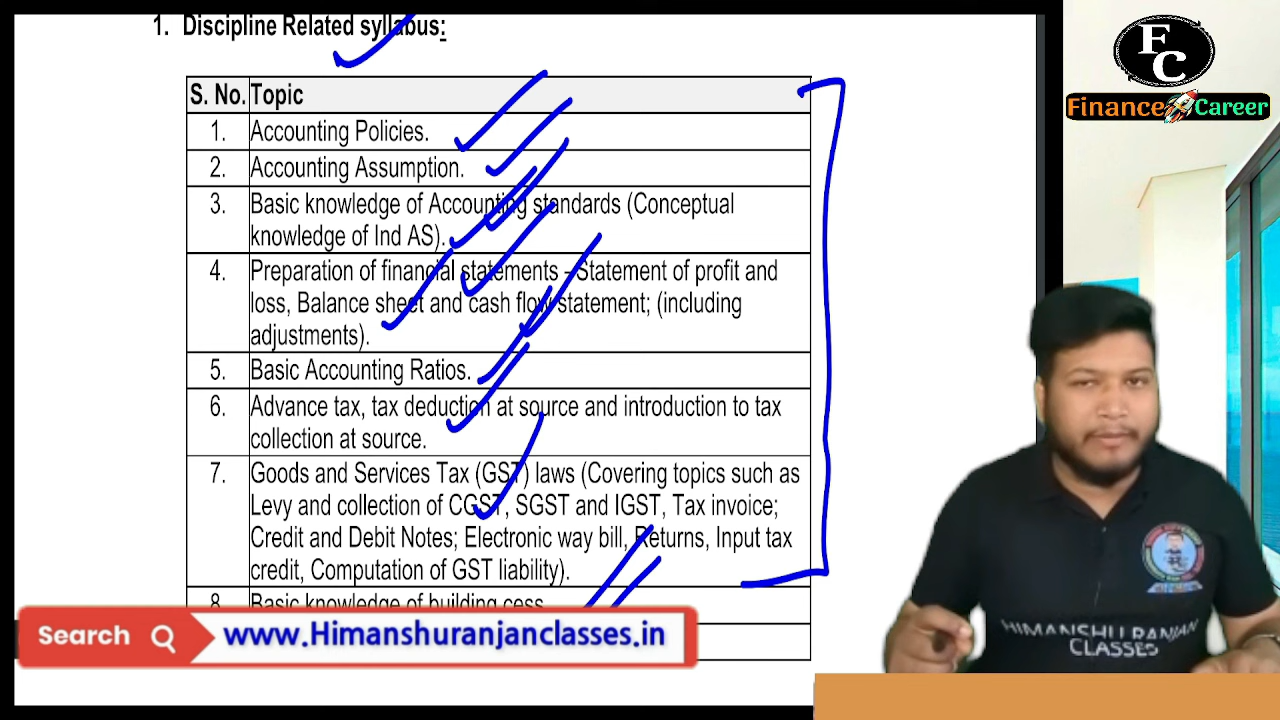 1. Discipline Related syllabus:
S. No. Topic
1. Accounting Policies.
2. Accounting Assumption.
3. Basic knowledge of Accounting standards (Conceptual
knowledge of Ind AS).
4. Preparation of financial statements – Statement of profit and
loss, Balance sheet and cash flow statement; (including
adjustments).
5. Basic Accounting Ratios.
6. Advance tax, tax deduction at source and introduction to tax
collection at source.
7. Goods and Services Tax (GST) laws (Covering topics such as
Levy and collection of CGST, SGST and IGST, Tax invoice;
Credit and Debit Notes; Electronic way bill, Returns, Input tax
credit, Computation of GST liability).
8. Basic knowledge of building cess
Search
www.Himanshuranjanclasses.in
FC
Finance Career
HIMANSHU RANJAN
CLASSES